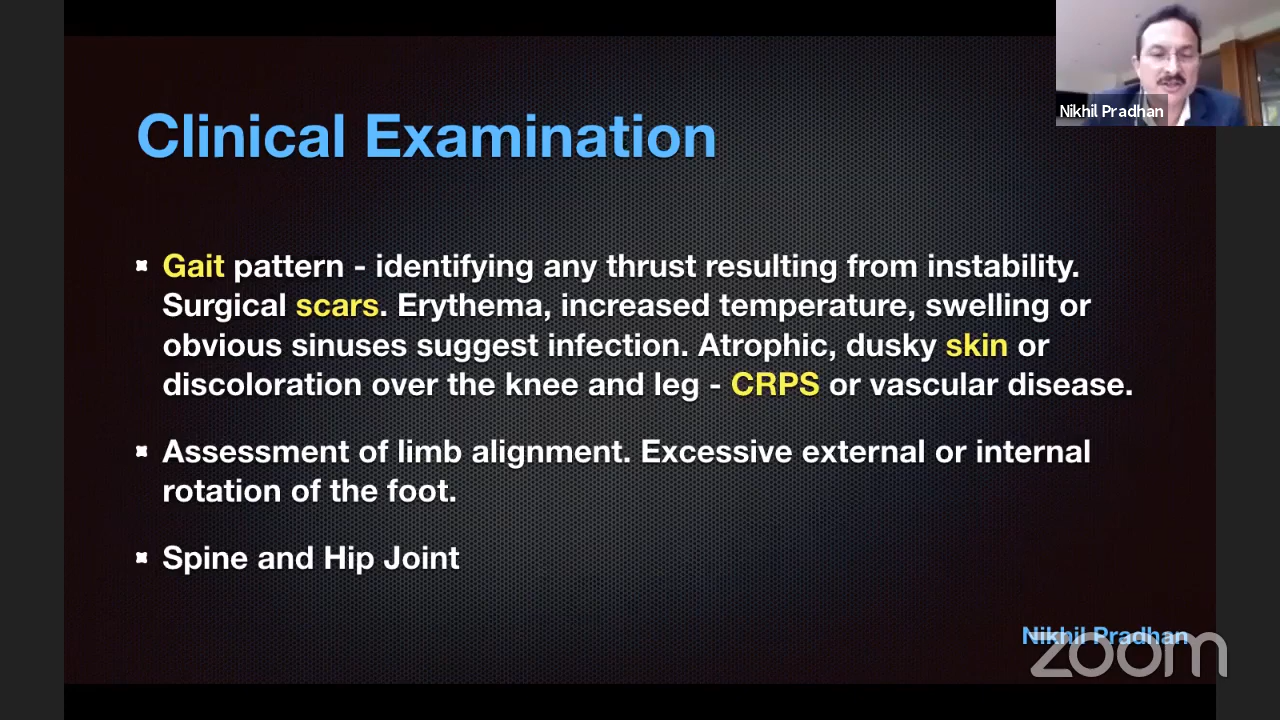 Nikhil Pradhan
Clinical Examination
Gait pattern - identifying any thrust resulting from instability.
Surgical scars. Erythema, increased temperature, swelling or
obvious sinuses suggest infection. Atrophic, dusky skin or
discoloration over the knee and leg - CRPS or vascular disease.
Assessment of limb alignment. Excessive external or internal
rotation of the foot.
Spine and Hip Joint
Nikhil Pradhan
zoom